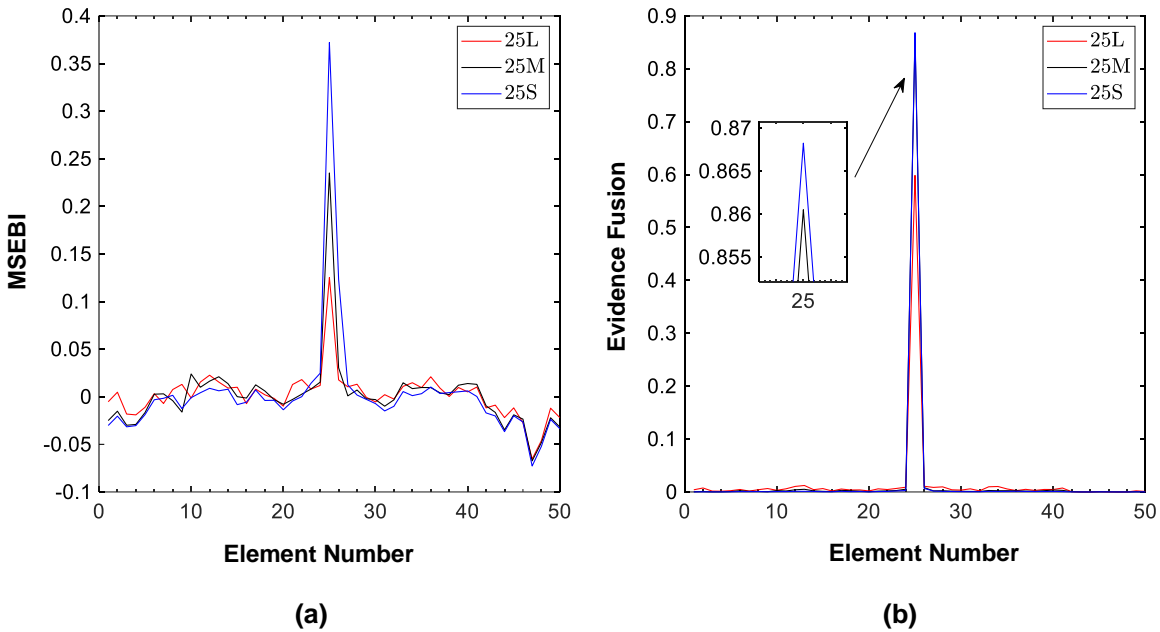 0.4
0.35
0.3
0.25
0.2
0.15
0.1
0.05
0
-0.05
-0.1
MSEBI
0 10 20 30 40 50
Element Number
25L
25M
25S
(a)
0.9
0.8
0.7
0.6
0.5
0.4
0.3
0.2
0.1
0
Evidence Fusion
0 10 20 30 40 50
Element Number
25L
25M
25S
0.87
0.865
0.86
0.855
25
(b)